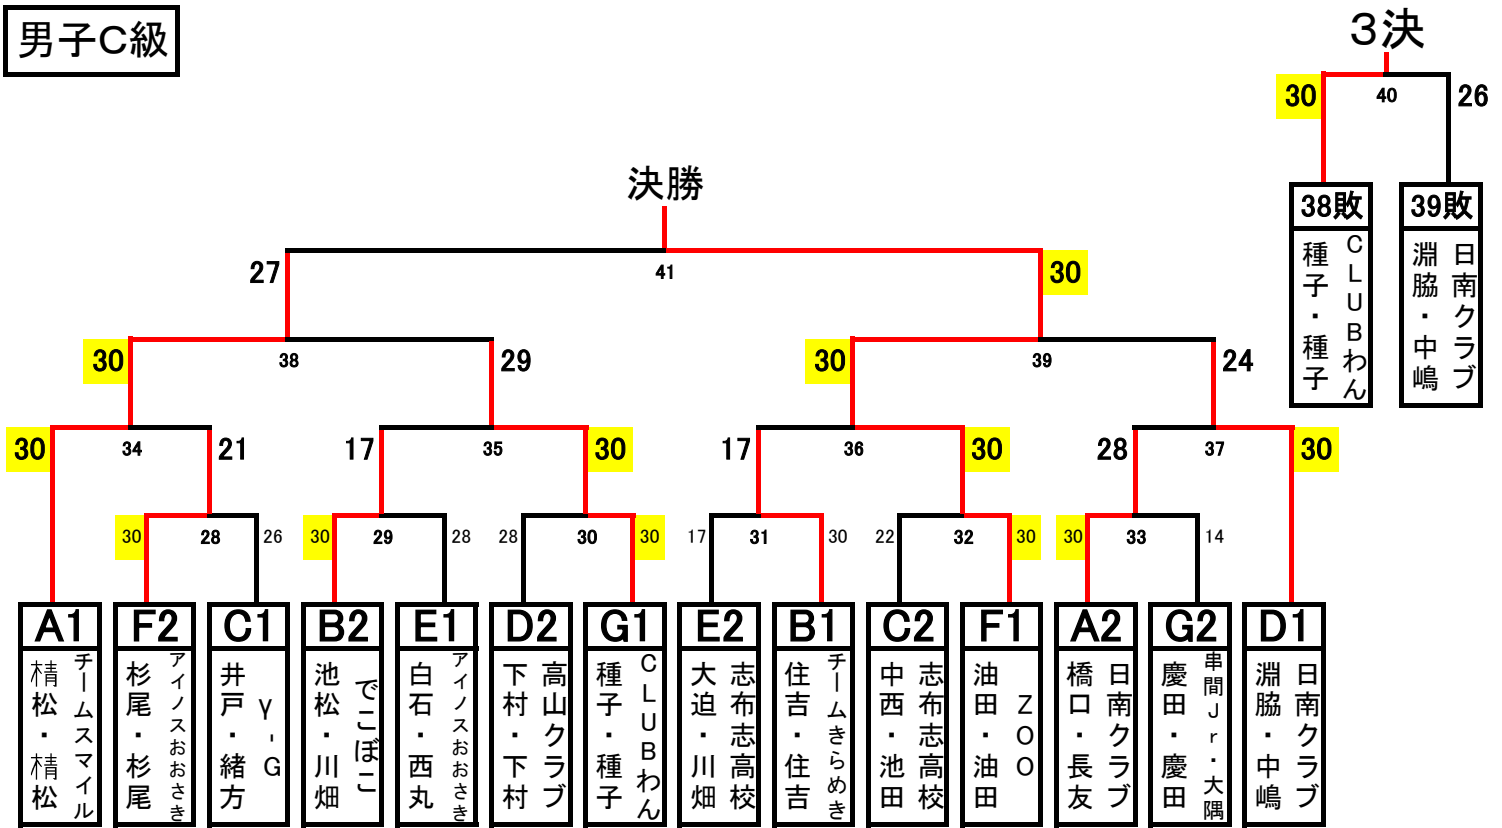 男子C級
3決
30
40
26
38敗
39敗
種子・種子
CLUBわん
淵脇・中嶋
日南クラブ
決勝
27
41
30
30
38
29
30
39
24
30
34
21
17
35
30
17
36
30
28
37
30
30
28
26
30
29
28
28
30
30
17
31
30
22
32
30
30
33
14
A1
F2
C1
B2
E1
D2
G1
E2
B1
C2
F1
A2
G2
D1
チームスマイル
杉尾・杉尾
アイノスおおさき
井戸・緒方
Y-G
池松・川畑
でこぼこ
白石・西丸
アイノスおおさき
下村・下村
高山クラブ
種子・種子
CLUBわん
大迫・川畑
志布志高校
住吉・住吉
チームきらめき
中西・池田
志布志高校
油田・油田
ZOO
橋口・長友
日南クラブ
慶田・慶田
串間Jr・大隅
淵脇・中嶋
日南クラブ